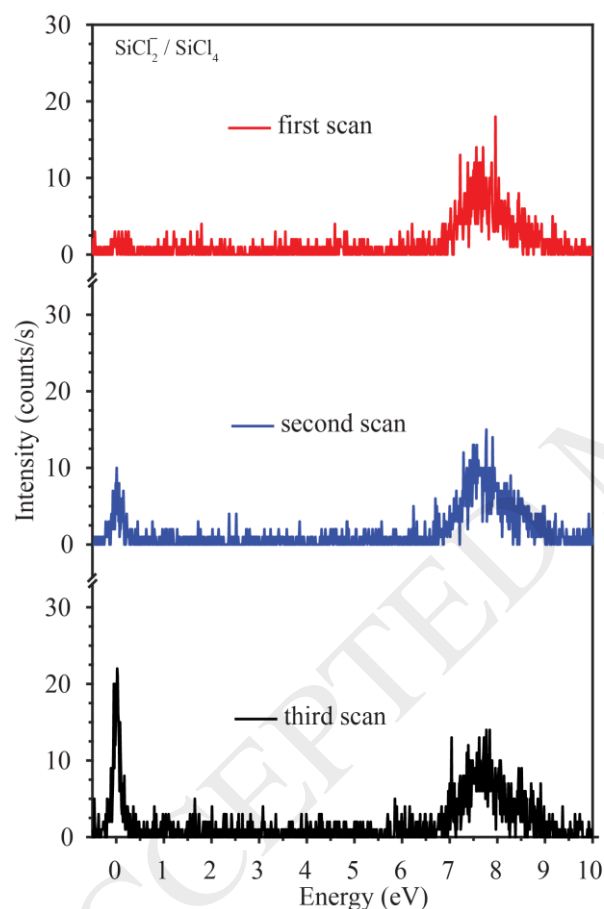 30
SiCl₂⁻ / SiCl₄
first scan
20
10
0
30
second scan
20
10
0
30
third scan
20
10
0
Intensity (counts/s)
0 1 2 3 4 5 6 7 8 9 10
Energy (eV)
CCEPTED M